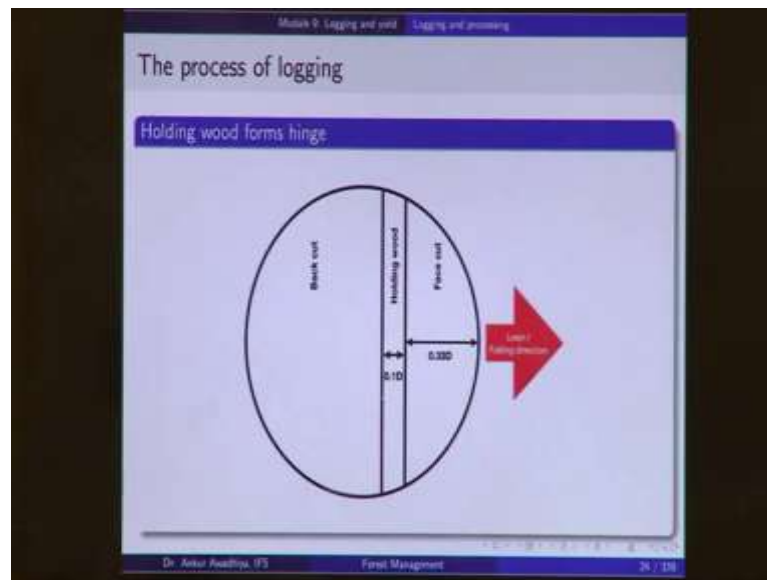 Module 9: Logging and yield Logging and processing
The process of logging
Holding wood forms hinge
Back cut
Holding wood
Face cut
0.33D
0.1D
Lean /
Falling direction
Dr. Ankur Awadhiya, IFS Forest Management